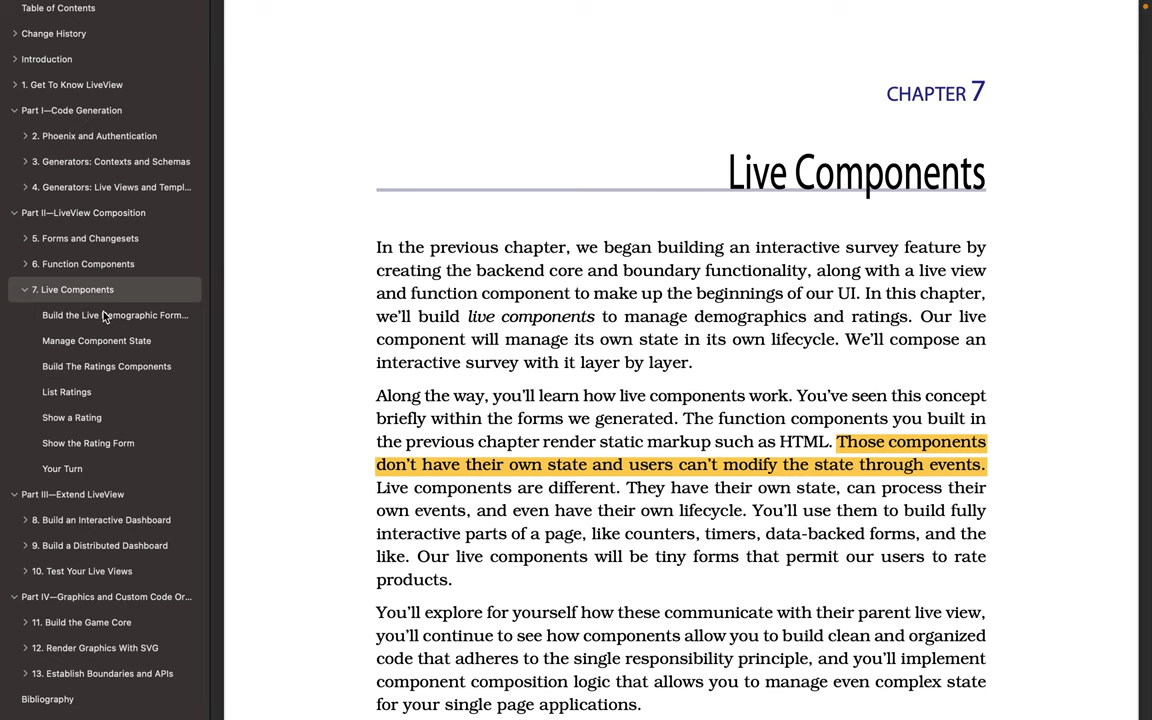 Table of Contents
Change History
Introduction
1. Get To Know LiveView
Part I—Code Generation
2. Phoenix and Authentication
3. Generators: Contexts and Schemas
4. Generators: Live Views and Templ...
Part II—LiveView Composition
5. Forms and Changesets
6. Function Components
7. Live Components
Build the Live Demographic Form...
Manage Component State
Build The Ratings Components
List Ratings
Show a Rating
Show the Rating Form
Your Turn
Part III—Extend LiveView
8. Build an Interactive Dashboard
9. Build a Distributed Dashboard
10. Test Your Live Views
Part IV—Graphics and Custom Code Or...
11. Build the Game Core
12. Render Graphics With SVG
13. Establish Boundaries and APIs
Bibliography
CHAPTER 7
Live Components
In the previous chapter, we began building an interactive survey feature by
creating the backend core and boundary functionality, along with a live view
and function component to make up the beginnings of our UI. In this chapter,
we'll build live components to manage demographics and ratings. Our live
component will manage its own state in its own lifecycle. We'll compose an
interactive survey with it layer by layer.
Along the way, you'll learn how live components work. You've seen this concept
briefly within the forms we generated. The function components you built in
the previous chapter render static markup such as HTML. Those components
don't have their own state and users can't modify the state through events.
Live components are different. They have their own state, can process their
own events, and even have their own lifecycle. You'll use them to build fully
interactive parts of a page, like counters, timers, data-backed forms, and the
like. Our live components will be tiny forms that permit our users to rate
products.
You'll explore for yourself how these communicate with their parent live view,
you'll continue to see how components allow you to build clean and organized
code that adheres to the single responsibility principle, and you'll implement
component composition logic that allows you to manage even complex state
for your single page applications.